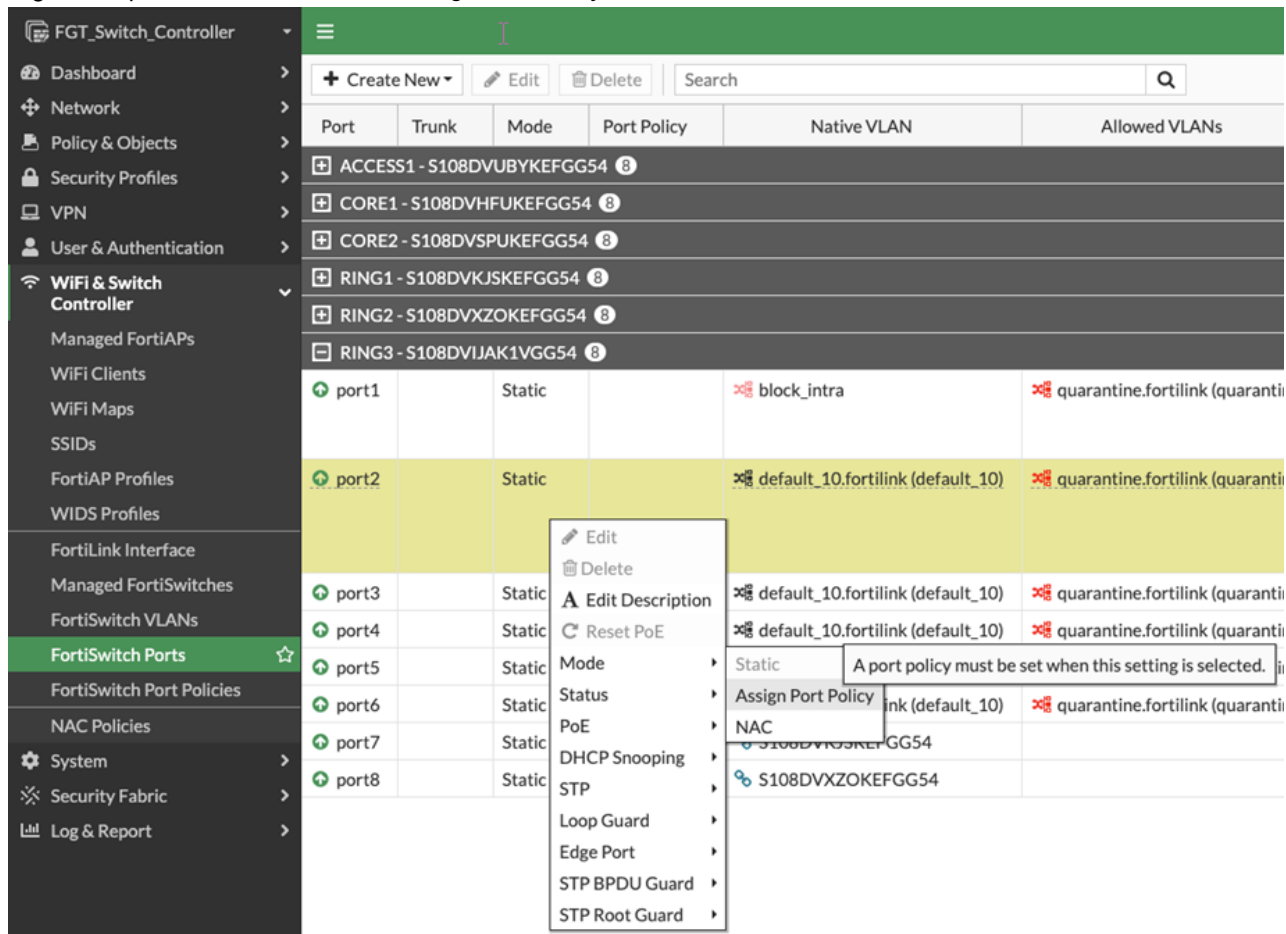 FGT_Switch_Controller
Dashboard
Network
Policy & Objects
Security Profiles
VPN
User & Authentication
WiFi & Switch
Controller
Managed FortiAPs
WiFi Clients
WiFi Maps
SSIDs
FortiAP Profiles
WIDS Profiles
FortiLink Interface
Managed FortiSwitches
FortiSwitch VLANs
FortiSwitch Ports
FortiSwitch Port Policies
NAC Policies
System
Security Fabric
Log & Report
+ Create New Edit Delete Search
Port Trunk Mode Port Policy Native VLAN Allowed VLANs
ACCESS1 - S108DVUBYKEFGG54 8
CORE1 - S108DVHFUKEFGG54 8
CORE2 - S108DVSPUKEFGG54 8
RING1 - S108DVKJSKEFGG54 8
RING2 - S108DVXZOKEFGG54 8
RING3 - S108DVIJAK1VGG54 8
port1 Static block_intra quarantine.fortilink (quaranti
port2 Static default_10.fortilink (default_10) quarantine.fortilink (quaranti
port3 Static default_10.fortilink (default_10) quarantine.fortilink (quaranti
port4 Static default_10.fortilink (default_10) quarantine.fortilink (quaranti
port5 Static
port6 Static ink (default_10) quarantine.fortilink (quaranti
port7 Static GG54
port8 Static S108DVXZOKEFGG54
Edit
Delete
A Edit Description
Reset PoE
Mode
Status
PoE
DHCP Snooping
STP
Loop Guard
Edge Port
STP BPDU Guard
STP Root Guard
Static
Assign Port Policy
NAC
A port policy must be set when this setting is selected.